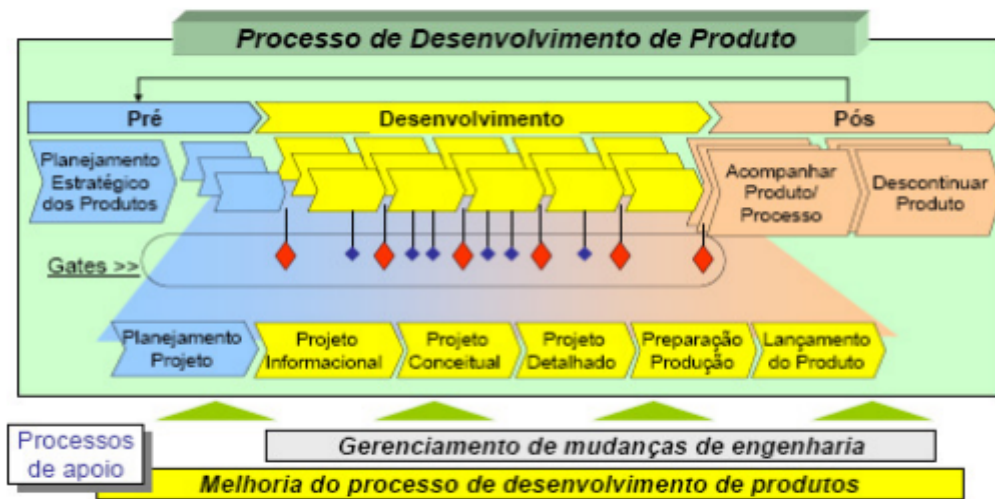 Processo de Desenvolvimento de Produto
Pré
Desenvolvimento
Pós
Planejamento
Estratégico
dos Produtos
Acompanhar
Produto/
Processo
Descontinuar
Produto
Gates >>
Planejamento
Projeto
Projeto
Informacional
Projeto
Conceitual
Projeto
Detalhado
Preparação
Produção
Lançamento
do Produto
Processos
de apoio
Gerenciamento de mudanças de engenharia
Melhoria do processo de desenvolvimento de produtos